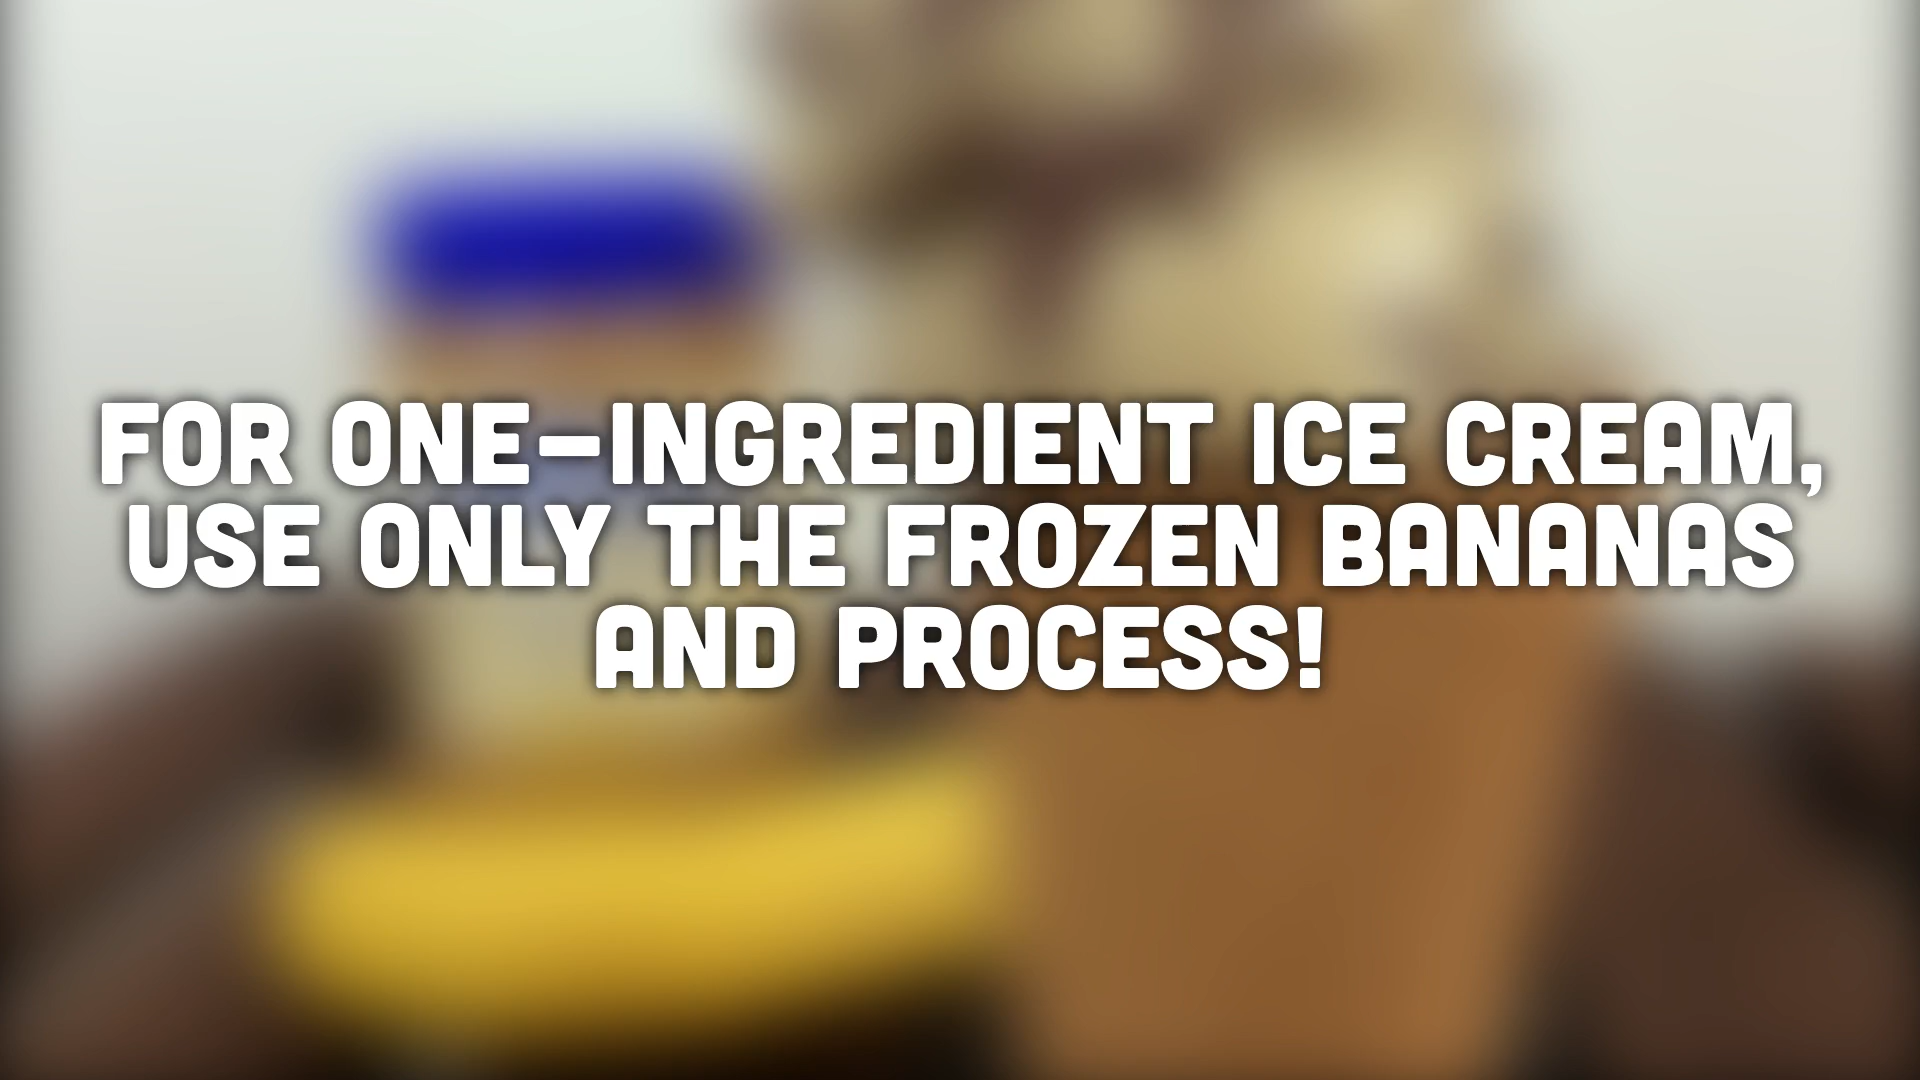 FOR ONE-INGREDIENT ICE CREAM,
USE ONLY THE FROZEN BANANAS
AND PROCESS!